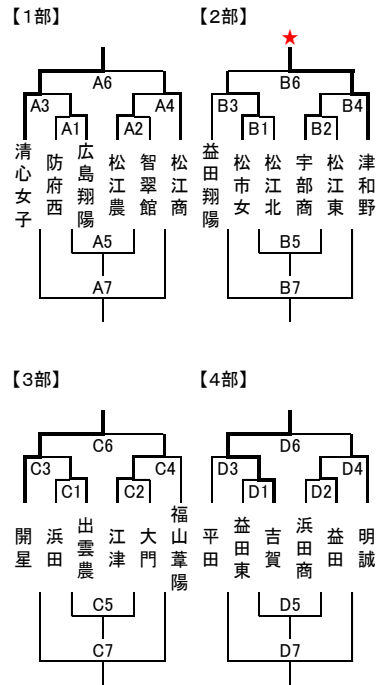 【1部】
【2部】
★
A6
B6
A3
A4
B3
B4
A1
A2
B1
B2
清心女子
防府西
広島翔陽
松江農
智翠館
松江商
益田翔陽
松市女
松江北
宇部商
松江東
津和野
A5
B5
A7
B7
【3部】
【4部】
C6
D6
C3
C4
D3
D4
C1
C2
D1
D2
開星
浜田
出雲農
江津
大門
福山葦陽
平田
益田東
吉賀
浜田商
益田
明誠
C5
D5
C7
D7